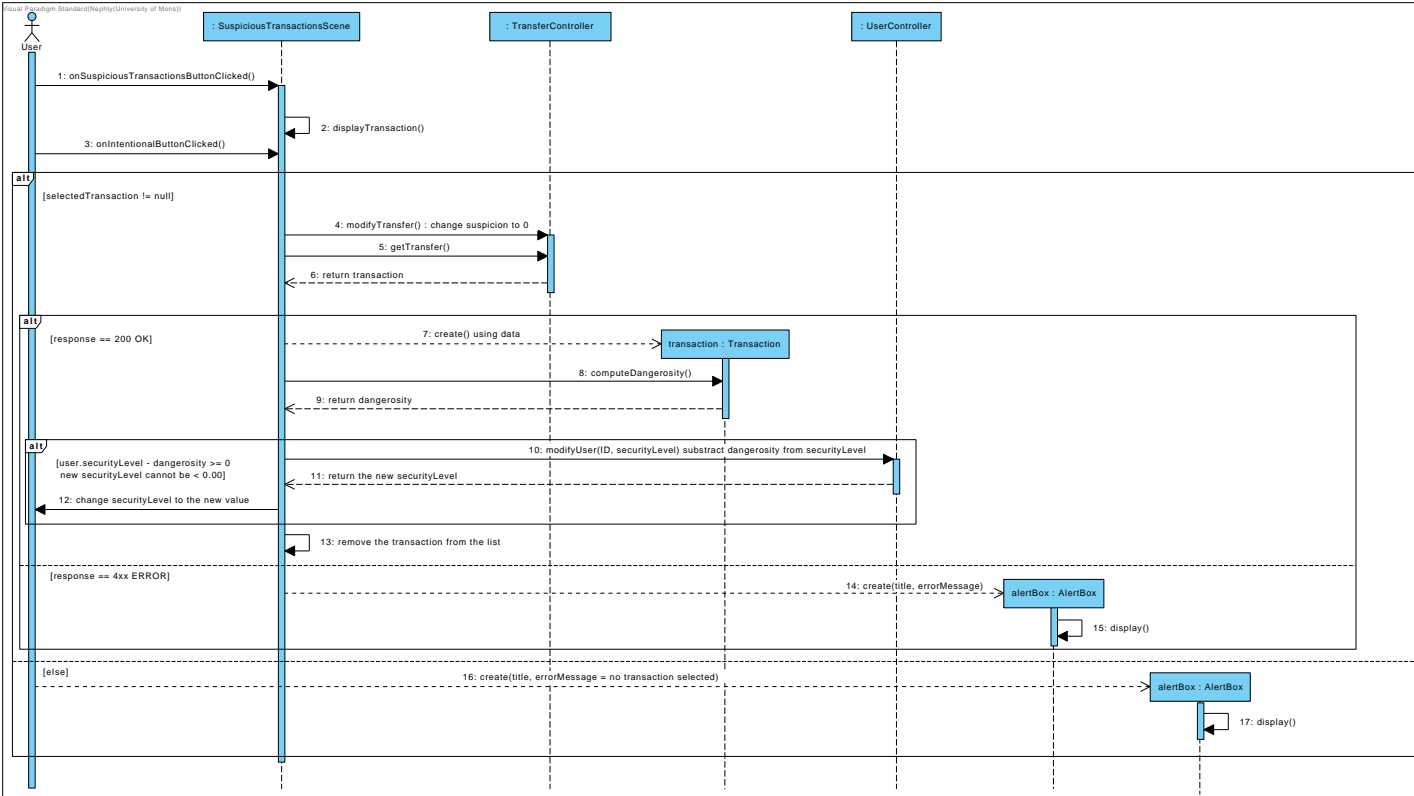 Visual Paradigm Standard(Nephty(University of Mons))
User
: SuspiciousTransactionsScene
: TransferController
: UserController
1: onSuspiciousTransactionsButtonClicked()
2: displayTransaction()
3: onIntentionalButtonClicked()
alt
[selectedTransaction != null]
4: modifyTransfer() : change suspicion to 0
5: getTransfer()
6: return transaction
alt
[response == 200 OK]
7: create() using data
transaction : Transaction
8: computeDangerosity()
9: return dangerosity
alt
10: modifyUser(ID, securityLevel) substract dangerosity from securityLevel
[user.securityLevel - dangerosity >= 0
new securityLevel cannot be < 0.00]
11: return the new securityLevel
12: change securityLevel to the new value
13: remove the transaction from the list
[response == 4xx ERROR]
14: create(title, errorMessage)
alertBox : AlertBox
15: display()
[else]
16: create(title, errorMessage = no transaction selected)
alertBox : AlertBox
17: display()